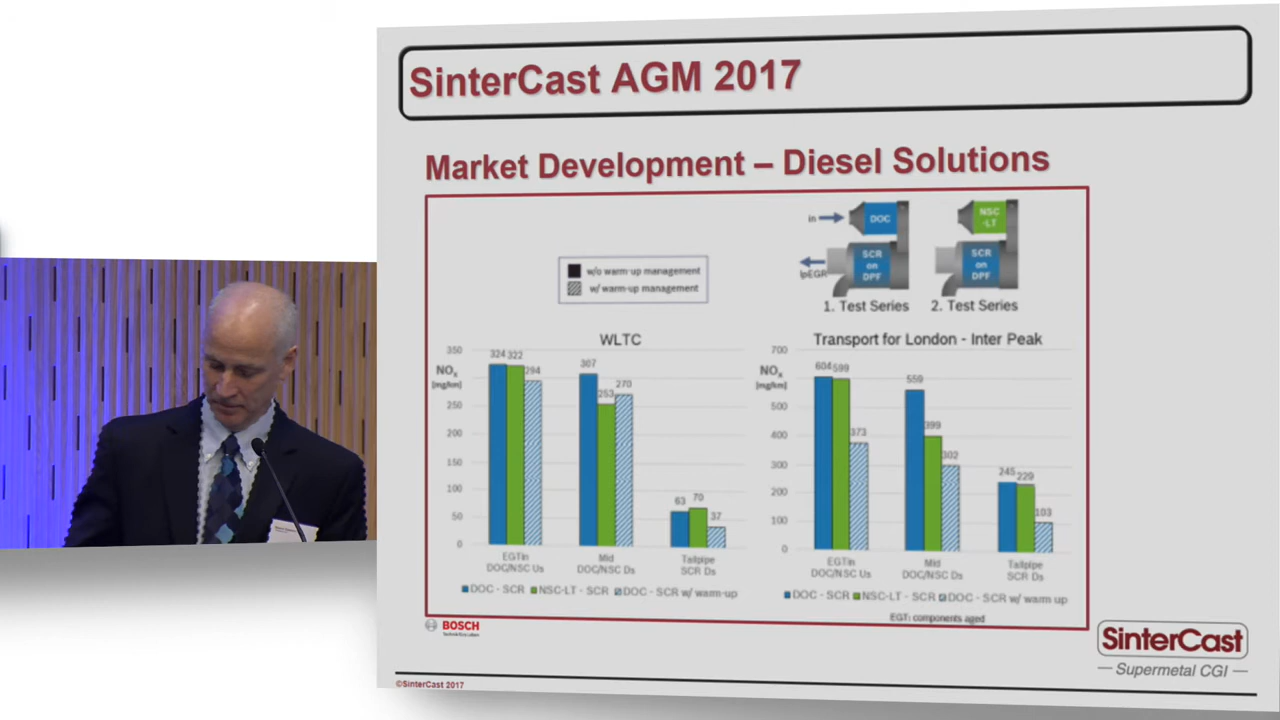 SinterCast AGM 2017
Market Development – Diesel Solutions
in
DOC
NSC
-LT
SCR
on
DPF
SCR
on
DPF
lpEGR
1. Test Series
2. Test Series
w/o warm-up management
w/ warm-up management
WLTC
350
NOx
[mg/km]
250
200
150
100
50
0
324
322
294
307
253
270
63
70
37
EGTin
DOC/NSC Us
Mid
DOC/NSC Ds
Tailpipe
SCR Ds
DOC - SCR
NSC-LT - SCR
DOC - SCR w/ warm-up
Transport for London - Inter Peak
700
NOx
[mg/km]
500
400
300
200
100
0
604
599
373
559
399
302
245
229
103
EGTin
DOC/NSC Us
Mid
DOC/NSC Ds
Tailpipe
SCR Ds
DOC - SCR
NSC-LT - SCR
DOC - SCR w/ warm up
EGT: components aged
BOSCH
SinterCast
— Supermetal CGI —
©SinterCast 2017